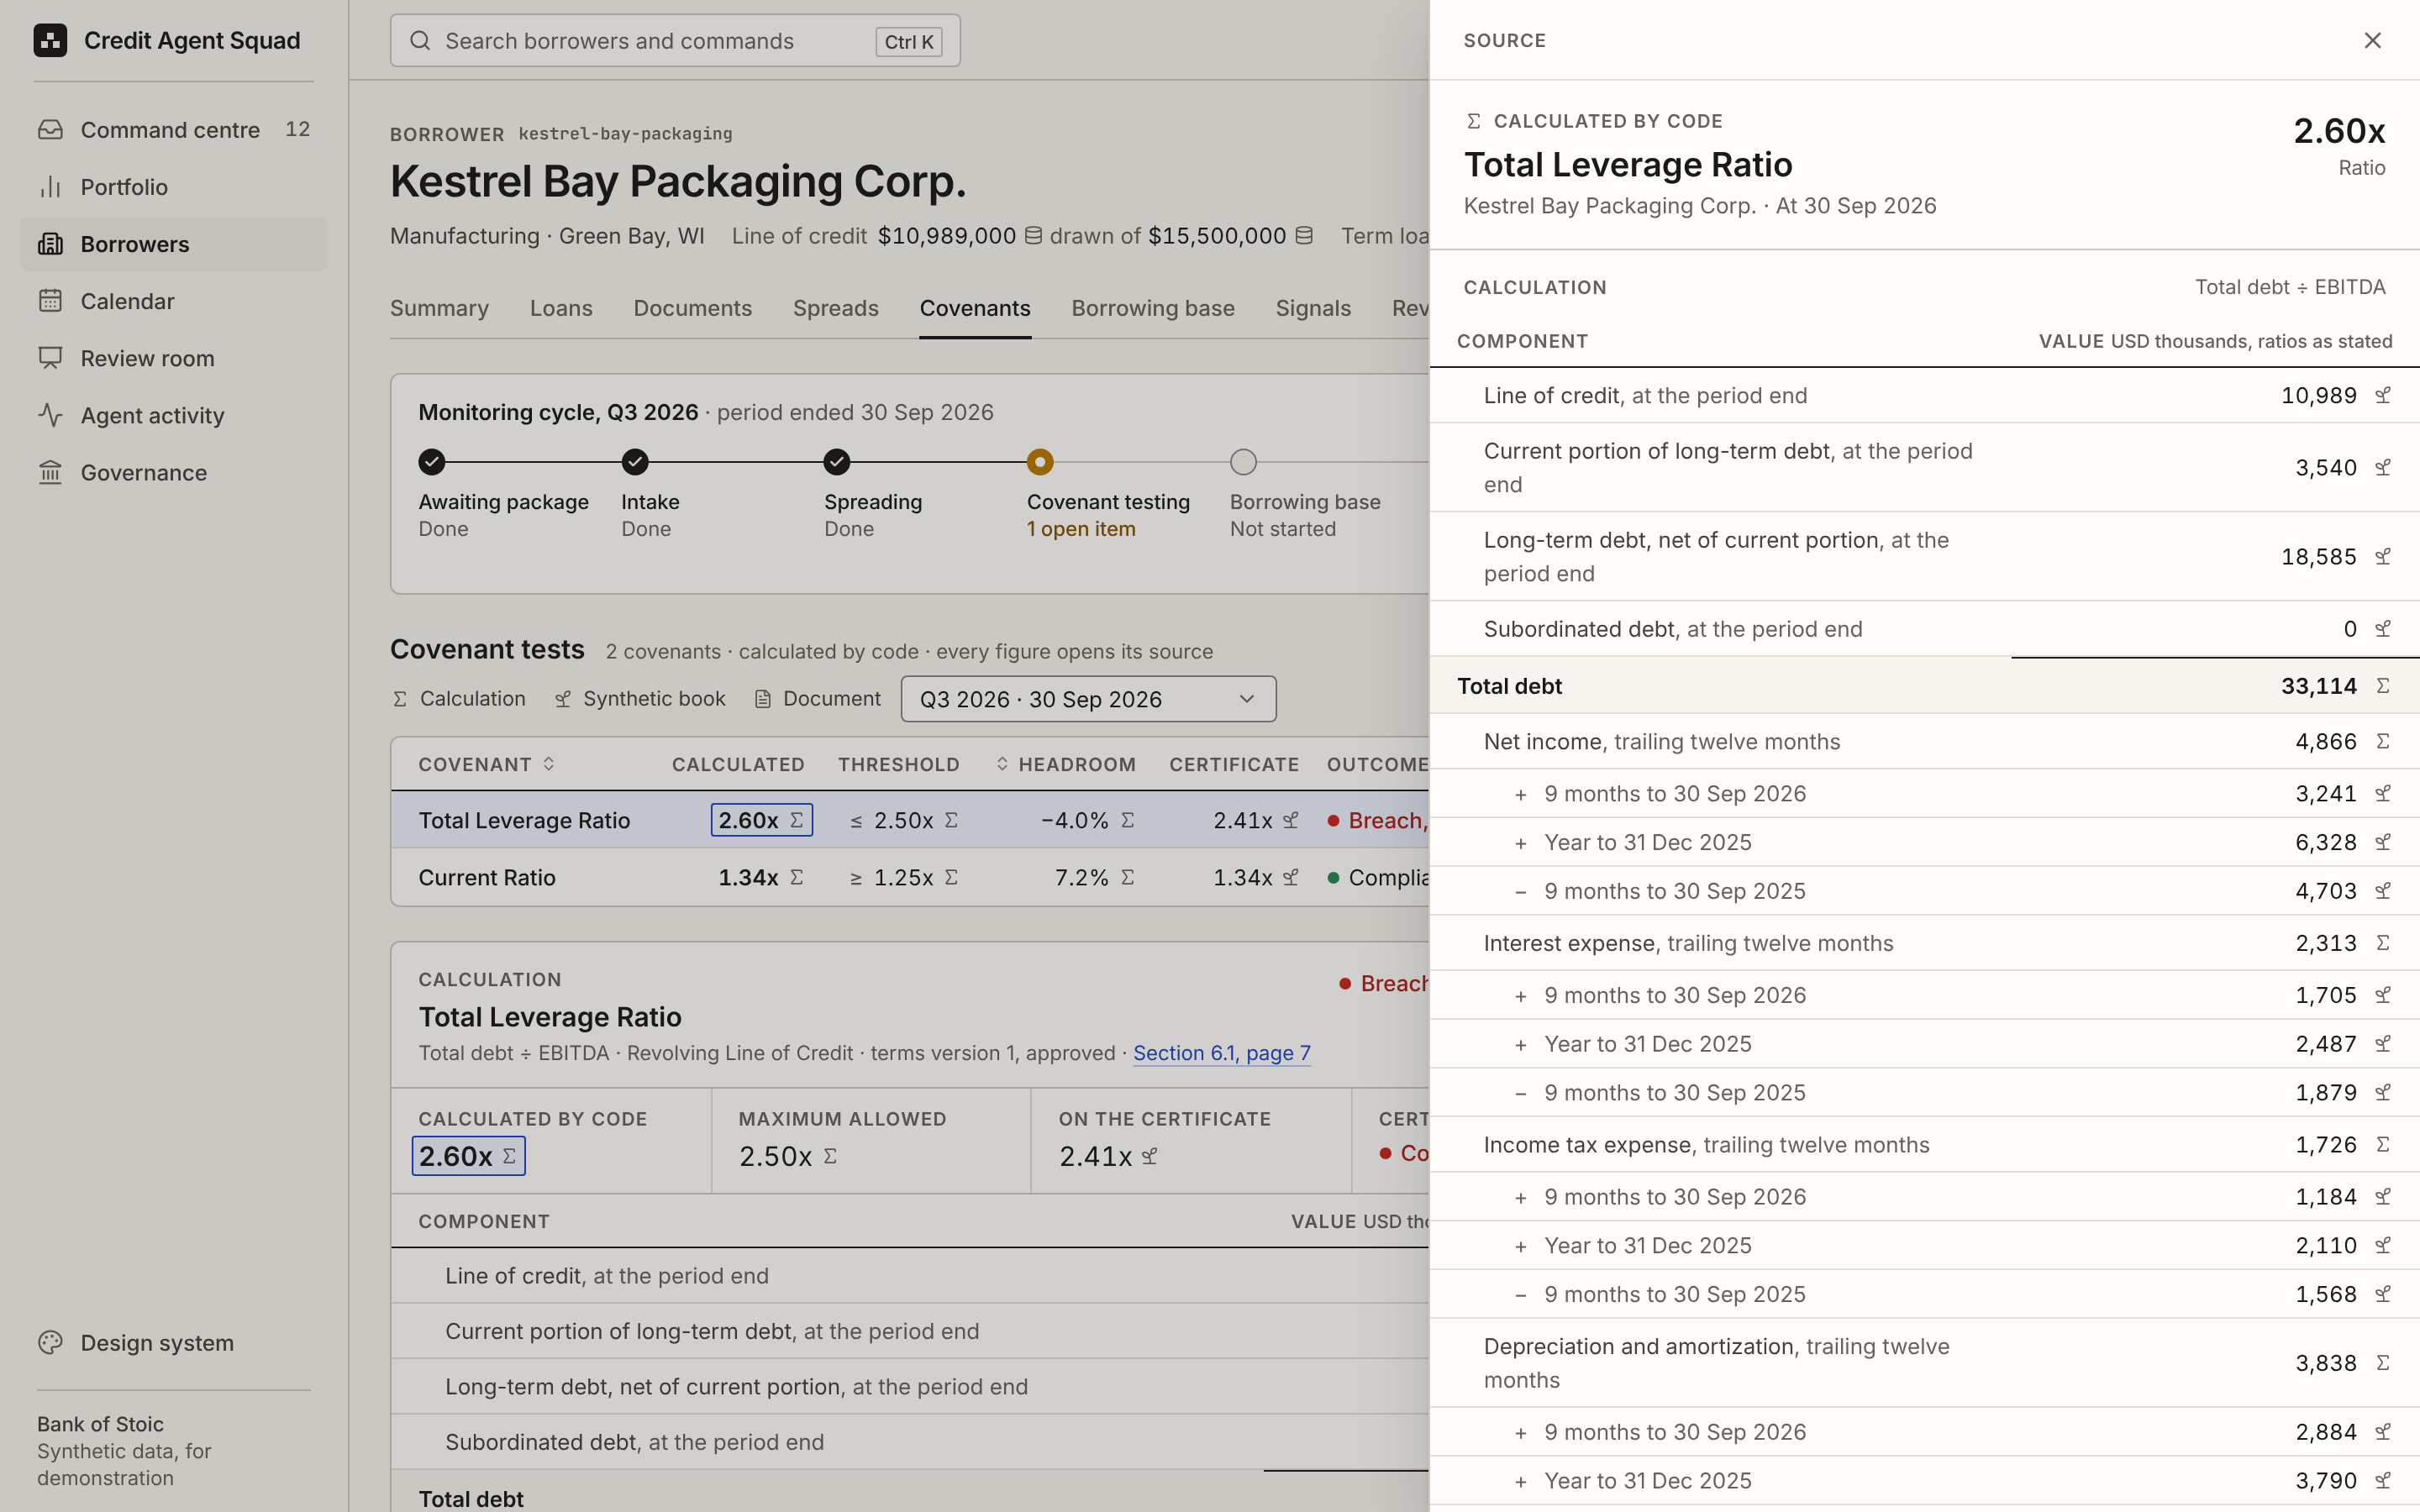 Credit Agent Squad
Command centre 12
Portfolio
Borrowers
Calendar
Review room
Agent activity
Governance
Design system
Bank of Stoic
Synthetic data, for
demonstration
Search borrowers and commands Ctrl K
BORROWER kestrel-bay-packaging
Kestrel Bay Packaging Corp.
Manufacturing · Green Bay, WI Line of credit $10,989,000 drawn of $15,500,000 Term loa
Summary Loans Documents Spreads Covenants Borrowing base Signals Rev
Monitoring cycle, Q3 2026 · period ended 30 Sep 2026
Awaiting package Intake Spreading Covenant testing Borrowing base
Done Done Done 1 open item Not started
Covenant tests 2 covenants · calculated by code · every figure opens its source
Σ Calculation Synthetic book Document Q3 2026 · 30 Sep 2026
COVENANT CALCULATED THRESHOLD HEADROOM CERTIFICATE OUTCOME
Total Leverage Ratio 2.60x Σ ≤ 2.50x Σ −4.0% Σ 2.41x Breach,
Current Ratio 1.34x Σ ≥ 1.25x Σ 7.2% Σ 1.34x Complia
CALCULATION
Breach
Total Leverage Ratio
Total debt ÷ EBITDA · Revolving Line of Credit · terms version 1, approved · Section 6.1, page 7
CALCULATED BY CODE MAXIMUM ALLOWED ON THE CERTIFICATE CERT
2.60x Σ 2.50x Σ 2.41x Co
COMPONENT VALUE USD tho
Line of credit, at the period end
Current portion of long-term debt, at the period end
Long-term debt, net of current portion, at the period end
Subordinated debt, at the period end
Total debt
SOURCE
Σ CALCULATED BY CODE 2.60x
Total Leverage Ratio Ratio
Kestrel Bay Packaging Corp. · At 30 Sep 2026
CALCULATION Total debt ÷ EBITDA
COMPONENT VALUE USD thousands, ratios as stated
Line of credit, at the period end 10,989
Current portion of long-term debt, at the period
end 3,540
Long-term debt, net of current portion, at the
period end 18,585
Subordinated debt, at the period end 0
Total debt 33,114 Σ
Net income, trailing twelve months 4,866 Σ
+ 9 months to 30 Sep 2026 3,241
+ Year to 31 Dec 2025 6,328
− 9 months to 30 Sep 2025 4,703
Interest expense, trailing twelve months 2,313 Σ
+ 9 months to 30 Sep 2026 1,705
+ Year to 31 Dec 2025 2,487
− 9 months to 30 Sep 2025 1,879
Income tax expense, trailing twelve months 1,726 Σ
+ 9 months to 30 Sep 2026 1,184
+ Year to 31 Dec 2025 2,110
− 9 months to 30 Sep 2025 1,568
Depreciation and amortization, trailing twelve
months 3,838 Σ
+ 9 months to 30 Sep 2026 2,884
+ Year to 31 Dec 2025 3,790